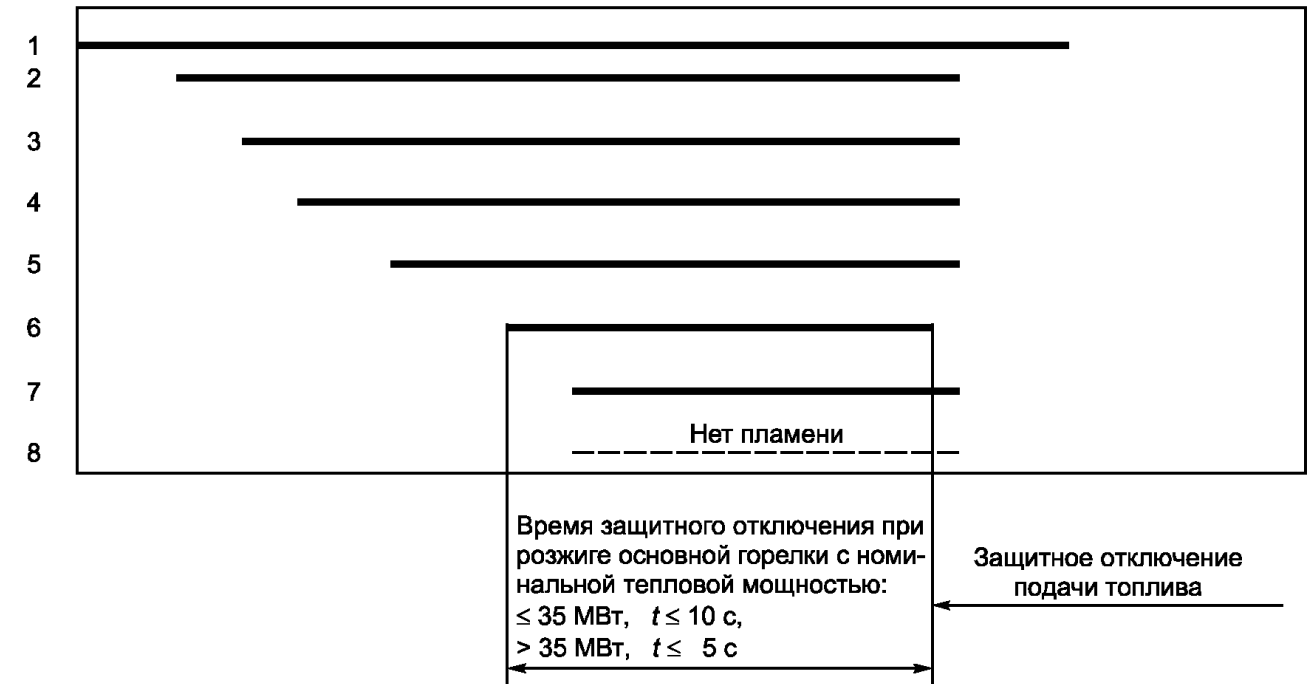 1
2
3
4
5
6
7
8
Нет пламени
Время защитного отключения при
розжиге основной горелки с номи-
нальной тепловой мощностью:
≤ 35 МВт, t ≤ 10 с,
> 35 МВт, t ≤ 5 с
Защитное отключение
подачи топлива